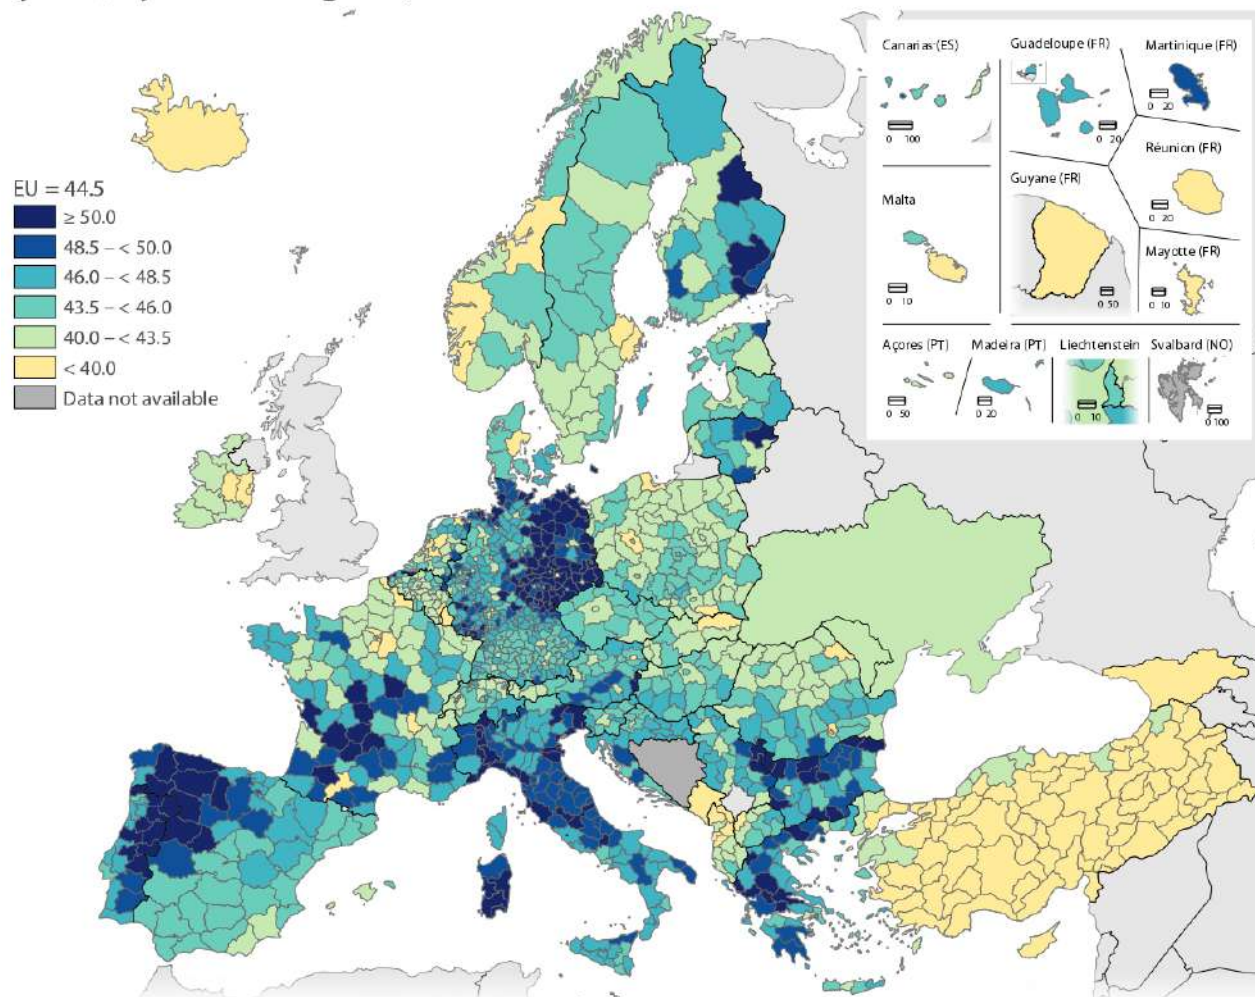 EU = 44.5
≥ 50.0
48.5 – < 50.0
46.0 – < 48.5
43.5 – < 46.0
40.0 – < 43.5
< 40.0
Data not available
Canarias (ES)
0 100
Guadeloupe (FR)
0 20
Martinique (FR)
0 20
Réunion (FR)
0 20
Malta
0 10
Guyane (FR)
0 50
Mayotte (FR)
0 10
Açores (PT)
0 50
Madeira (PT)
0 20
Liechtenstein
0 10
Svalbard (NO)
0 100